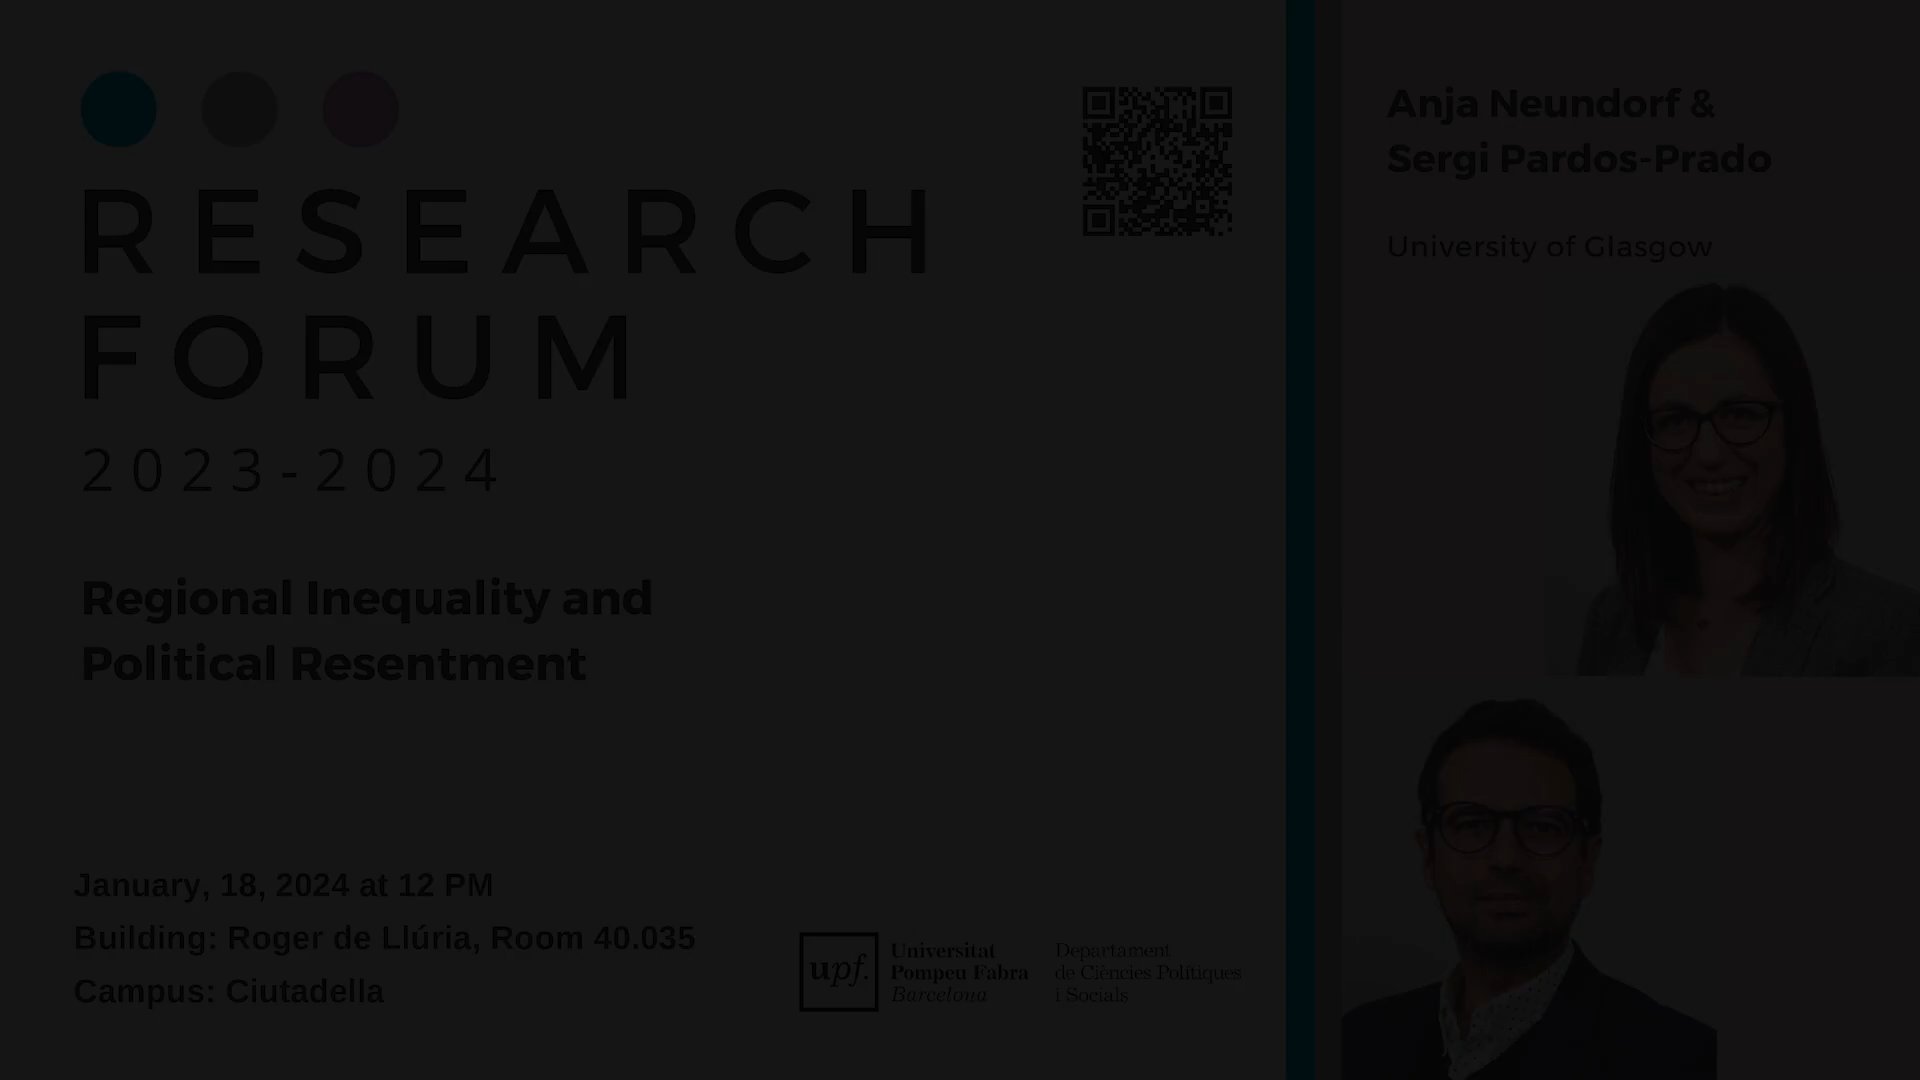 RESEARCH
FORUM
2023-2024
Regional Inequality and
Political Resentment
January, 18, 2024 at 12 PM
Building: Roger de Llúria, Room 40.035
Campus: Ciutadella
upf.
Universitat
Pompeu Fabra
Barcelona
Departament
de Ciències Polítiques
i Socials
Anja Neundorf &
Sergi Pardos-Prado
University of Glasgow